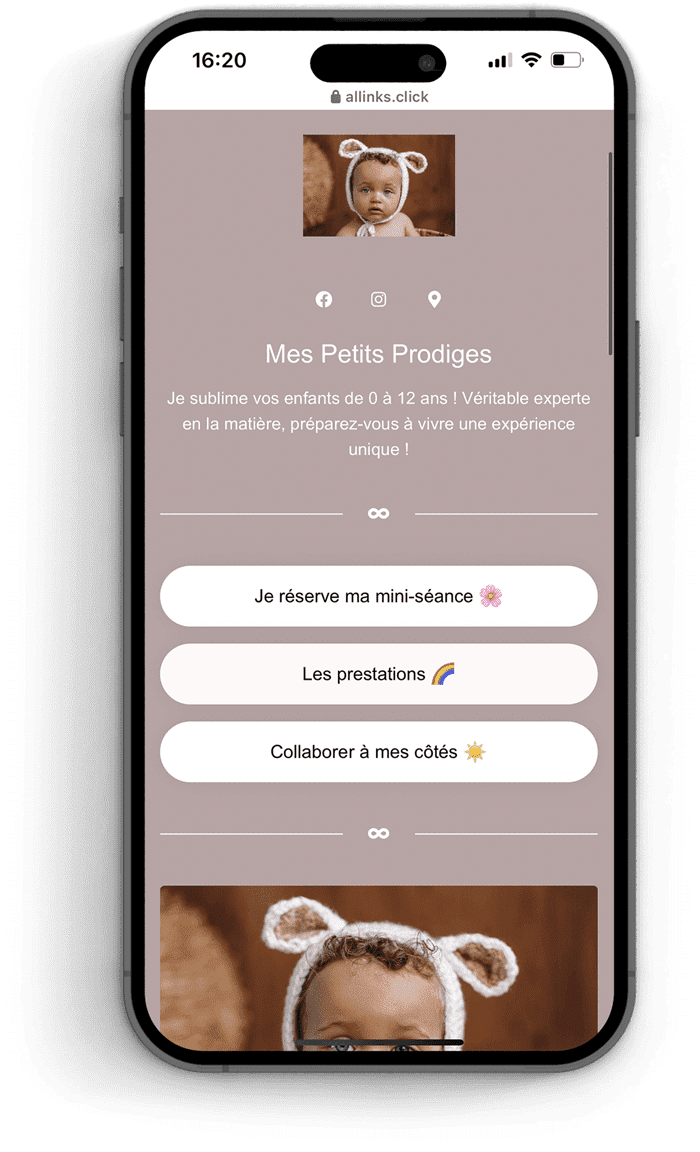 16:20
allinks.click
Mes Petits Prodiges
Je sublime vos enfants de 0 à 12 ans ! Véritable experte
en la matière, préparez-vous à vivre une expérience
unique !
Je réserve ma mini-séance 🌸
Les prestations 🌈
Collaborer à mes côtés ☀️